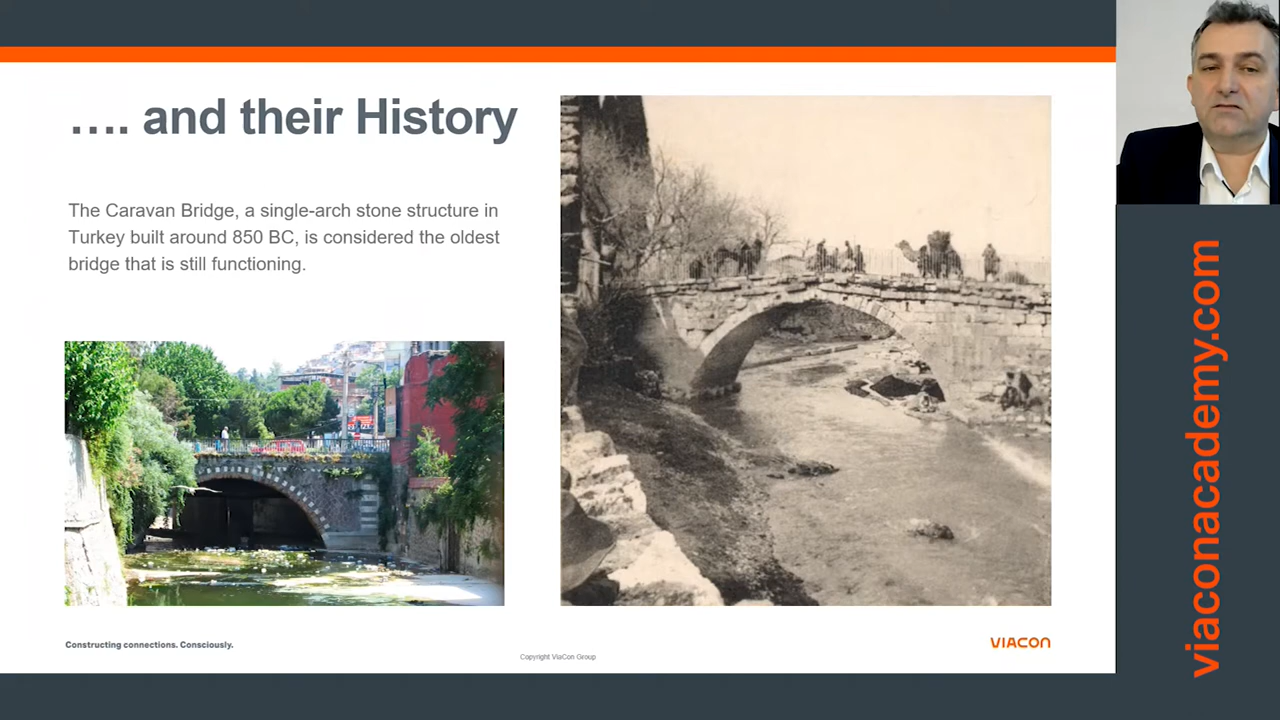 …. and their History
The Caravan Bridge, a single-arch stone structure in
Turkey built around 850 BC, is considered the oldest
bridge that is still functioning.
Constructing connections. Consciously.
Copyright ViaCon Group
VIACON
viaconacademy.com